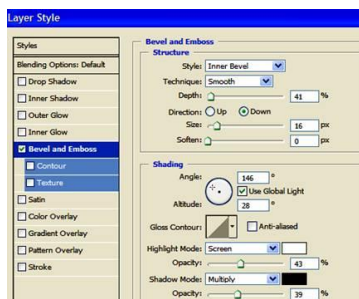 Layer Style
Styles
Blending Options: Default
Drop Shadow
Inner Shadow
Outer Glow
Inner Glow
Bevel and Emboss
Contour
Texture
Satin
Color Overlay
Gradient Overlay
Pattern Overlay
Stroke
Bevel and Emboss
Structure
Style: Inner Bevel
Technique: Smooth
Depth: 41 %
Direction: Up Down
Size: 16 px
Soften: 0 px
Shading
Angle: 146 °
Use Global Light
Altitude: 28 °
Gloss Contour: Anti-aliased
Highlight Mode: Screen
Opacity: 43 %
Shadow Mode: Multiply
Opacity: 39 %